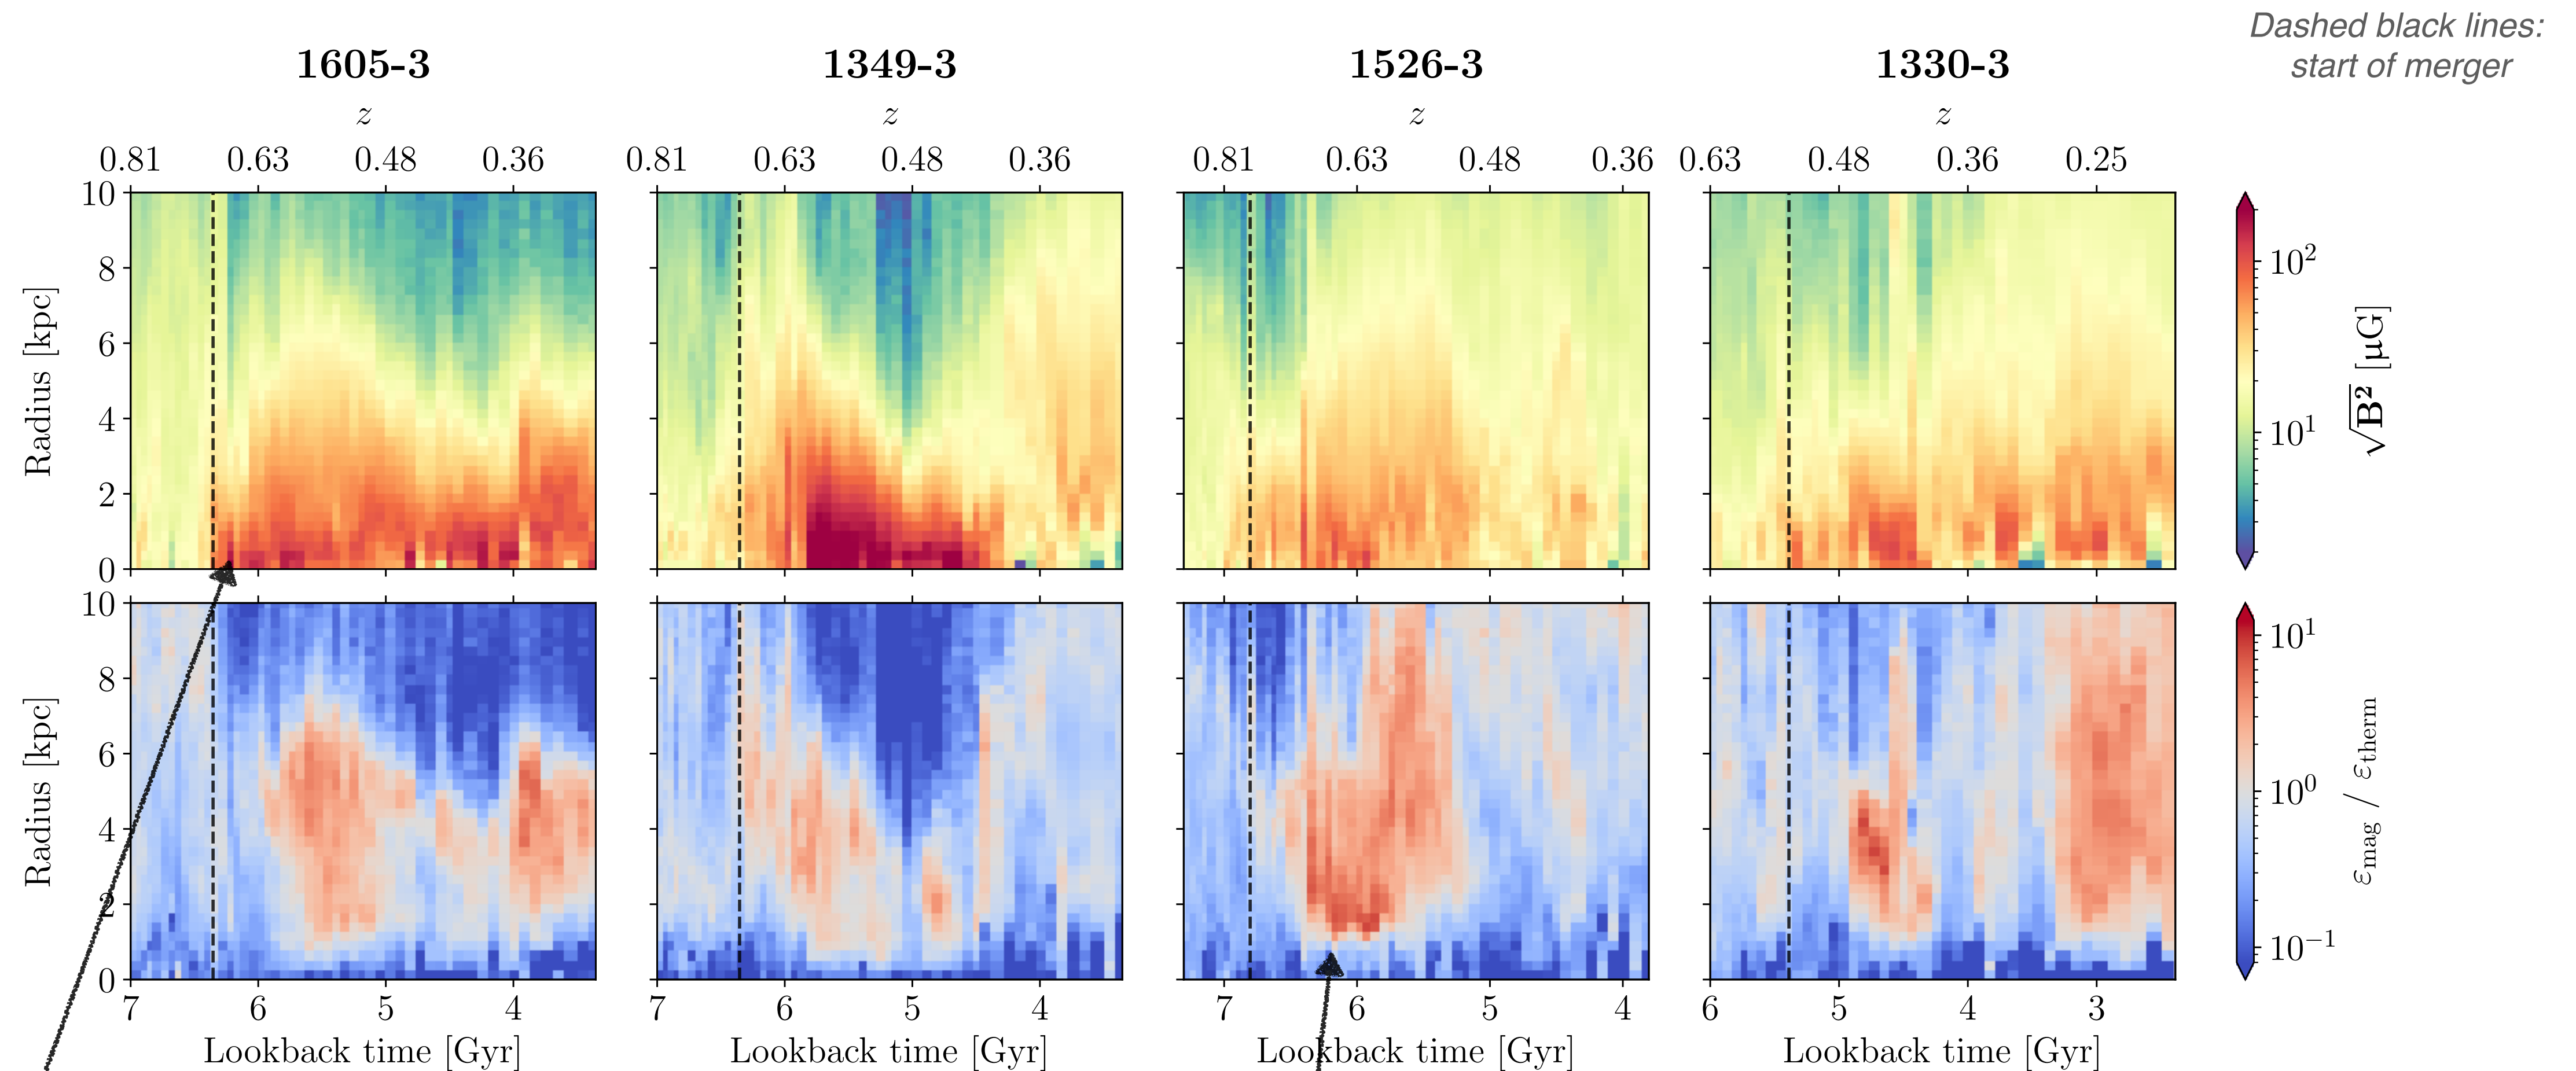 Dashed black lines:
start of merger
1605-3 1349-3 1526-3 1330-3
z z z z
0.81 0.63 0.48 0.36 0.81 0.63 0.48 0.36 0.81 0.63 0.48 0.36 0.63 0.48 0.36 0.25
10
8
6
4
2
0
Radius [kpc]
10²
10¹
√B² [µG]
10
8
6
4
2
0
Radius [kpc]
10¹
10⁰
10⁻¹
ε_mag / ε_therm
7 6 5 4 7 6 5 4 7 6 5 4 6 5 4 3
Lookback time [Gyr] Lookback time [Gyr] Lookback time [Gyr] Lookback time [Gyr]